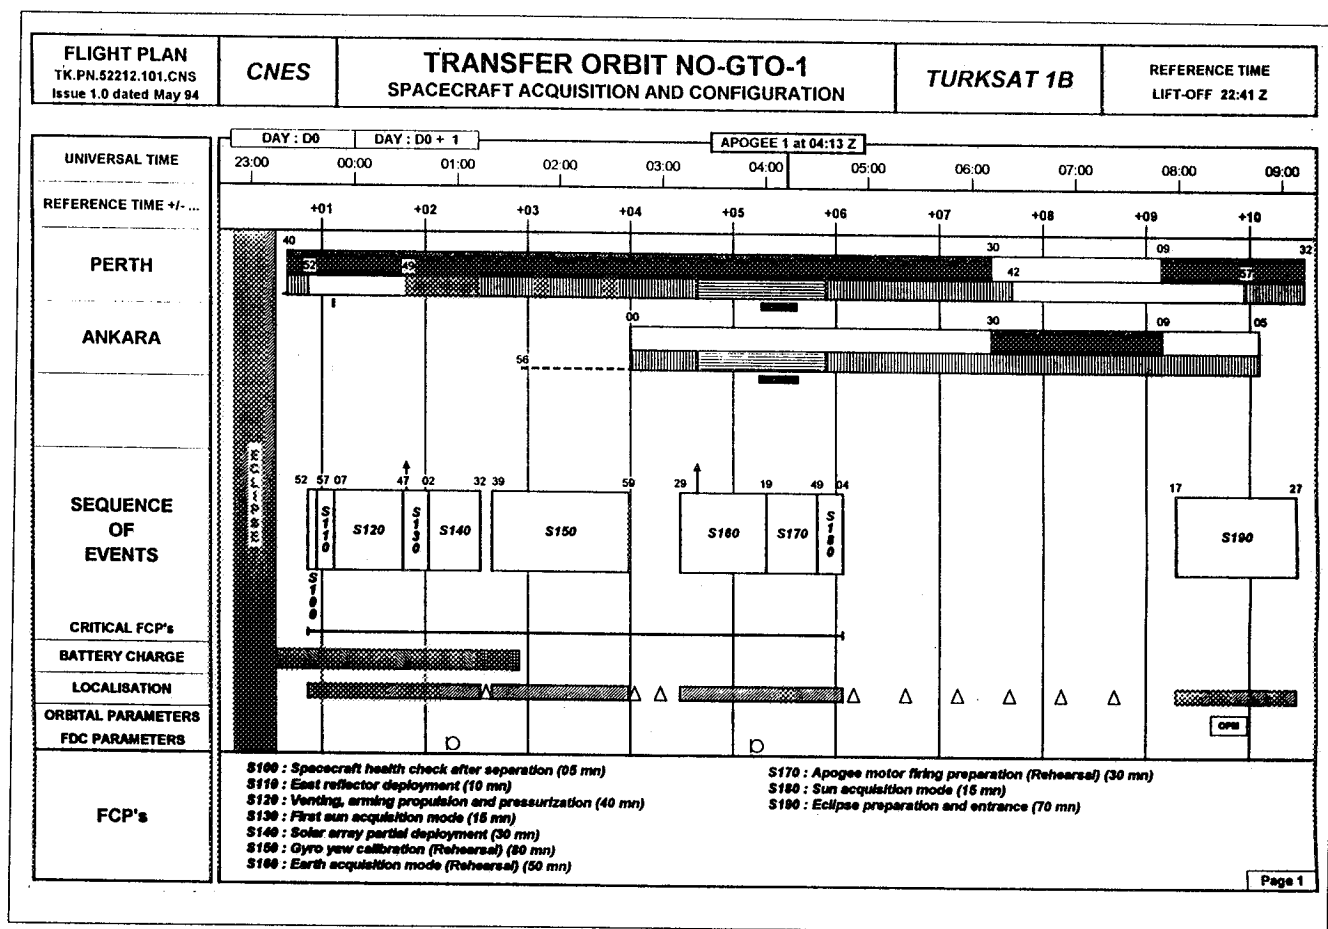 FLIGHT PLAN
TK.PN.52212.101.CNS
Issue 1.0 dated May 94
CNES
TRANSFER ORBIT NO-GTO-1
SPACECRAFT ACQUISITION AND CONFIGURATION
TURKSAT 1B
REFERENCE TIME
LIFT-OFF 22:41 Z
DAY : D0
DAY : D0 + 1
APOGEE 1 at 04:13 Z
UNIVERSAL TIME
23:00 00:00 01:00 02:00 03:00 04:00 05:00 06:00 07:00 08:00 09:00
REFERENCE TIME +/- ...
+01 +02 +03 +04 +05 +06 +07 +08 +09 +10
PERTH
40 30 09 32
52 49 42 37
ANKARA
00 30 09 05
56
ECLIPSE
SEQUENCE
OF
EVENTS
52 57 07 47 02 32 39 59 29 19 49 04 17 27
S100 S110 S120 S130 S140 S150 S160 S170 S180 S190
CRITICAL FCP's
BATTERY CHARGE
LOCALISATION
ORBITAL PARAMETERS
OPM
FDC PARAMETERS
FCP's
S100 : Spacecraft health check after separation (05 mn)
S110 : East reflector deployment (10 mn)
S120 : Venting, arming propulsion and pressurization (40 mn)
S130 : First sun acquisition mode (15 mn)
S140 : Solar array partial deployment (30 mn)
S150 : Gyro yaw calibration (Rehearsal) (80 mn)
S160 : Earth acquisition mode (Rehearsal) (50 mn)
S170 : Apogee motor firing preparation (Rehearsal) (30 mn)
S180 : Sun acquisition mode (15 mn)
S190 : Eclipse preparation and entrance (70 mn)
Page 1